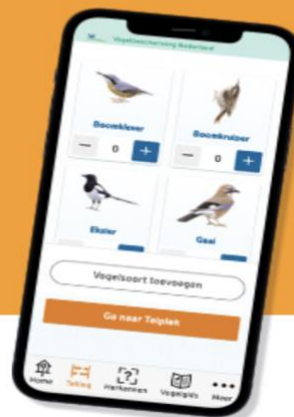 Vogelbescherming Nederland
Boomklever
Boomkruiper
— 0 +
— 0 +
Ekster
Gaai
Vogelsoort toevoegen
Ga naar Telplek
Home
Telling
Herkennen
Vogelgids
Meer